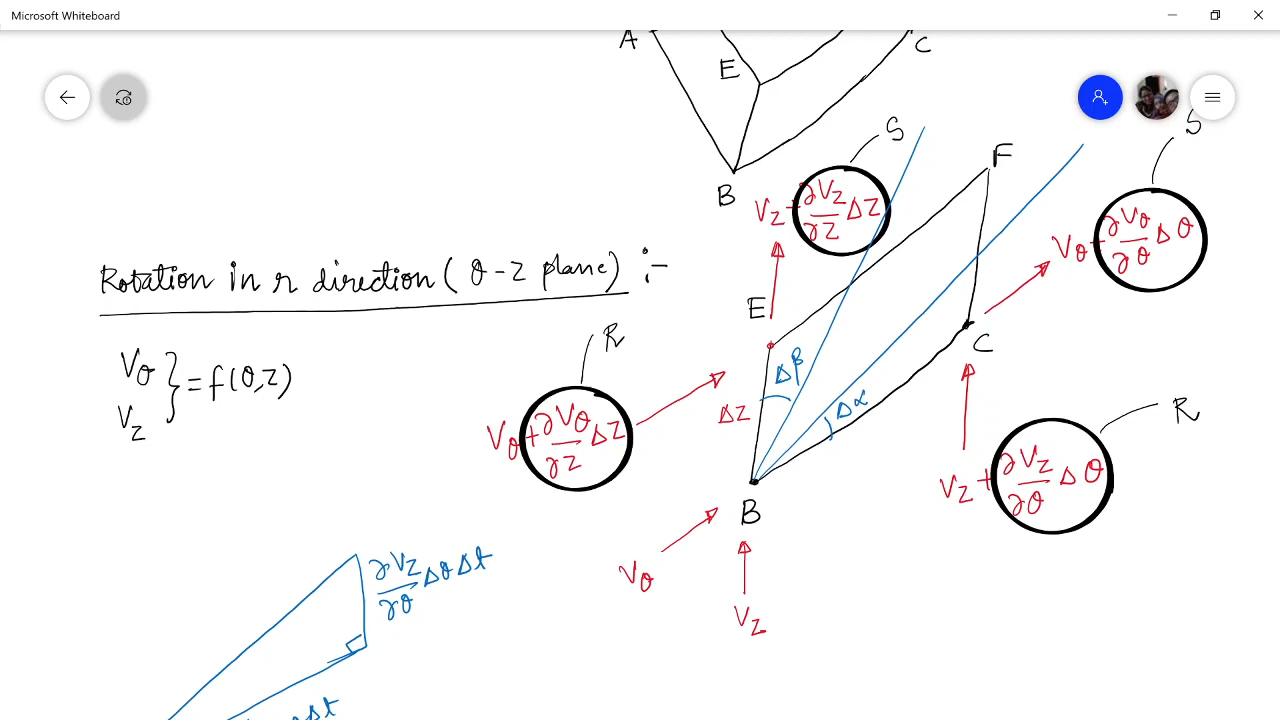 Microsoft Whiteboard
A
C
E
B
S
S
F
Vz + ∂Vz/∂z Δz
Vθ + ∂Vθ/∂θ Δθ
Rotation in r direction (θ-z plane) :-
E
R
C
Vθ
Vz } = f(θ,z)
Δβ
Δα
Δz
R
Vθ + ∂Vθ/∂z Δz
Vz + ∂Vz/∂θ Δθ
B
Vθ
Vz
∂Vz/∂θ ΔθΔt